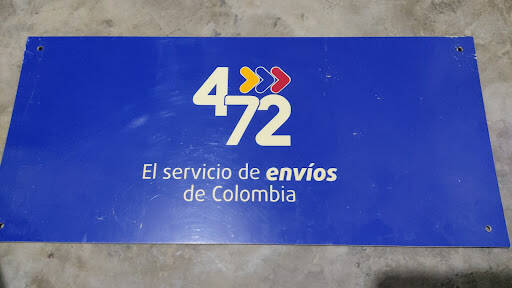 4
72
El servicio de envíos
de Colombia